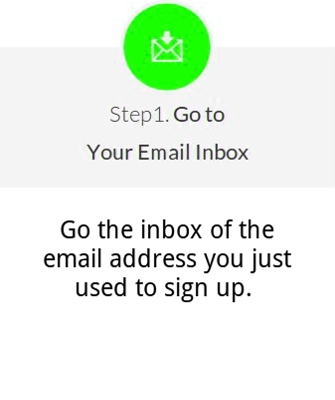 Step1. Go to
Your Email Inbox
Go the inbox of the
email address you just
used to sign up.